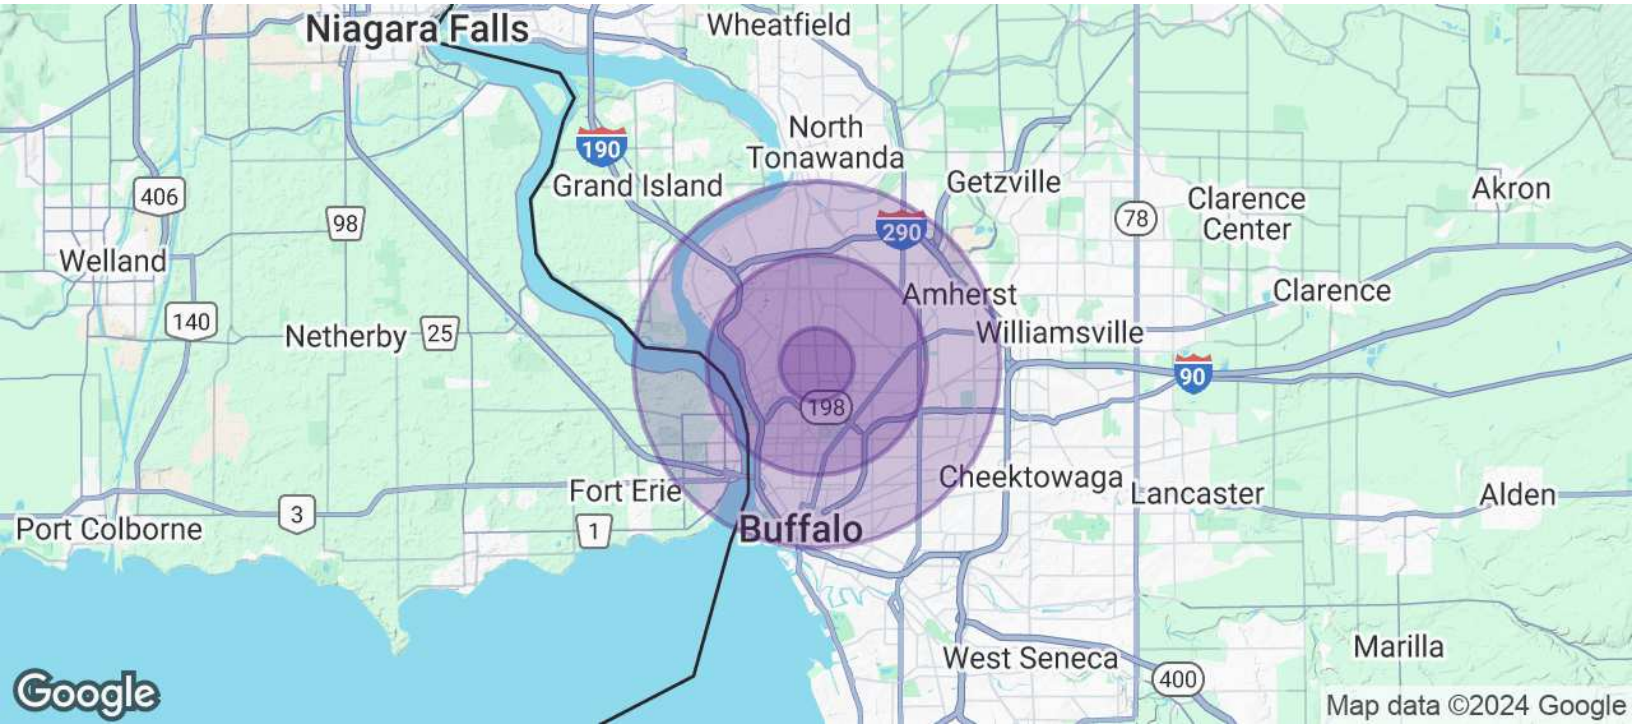 Niagara Falls
Wheatfield
North
Tonawanda
190
Grand Island
Getzville
406
98
Welland
78
Clarence
Center
Akron
290
Amherst
Clarence
140
Netherby
25
Williamsville
90
198
Fort Erie
Cheektowaga
Lancaster
Alden
Port Colborne
3
1
Buffalo
West Seneca
400
Marilla
Google
Map data ©2024 Google